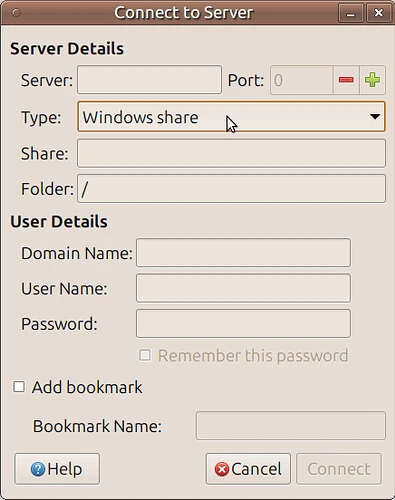 Connect to Server
Server Details
Server: Port: 0
Type: Windows share
Share:
Folder: /
User Details
Domain Name:
User Name:
Password:
Remember this password
Add bookmark
Bookmark Name:
Help Cancel Connect